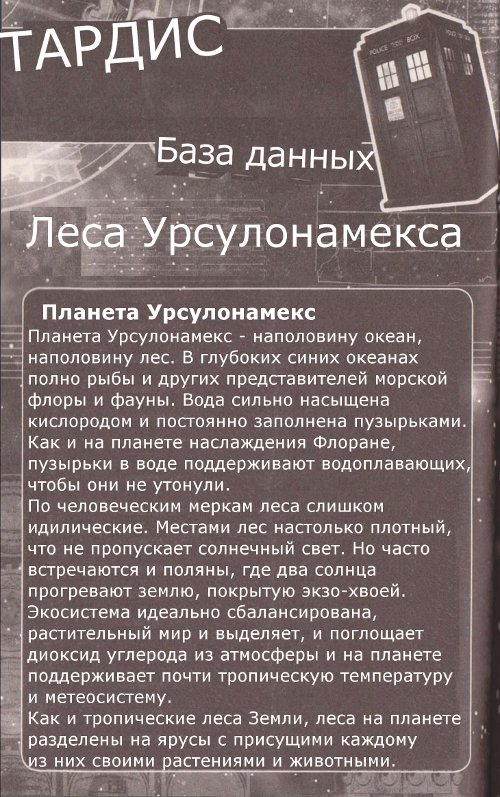 ТАРДИС
POLICE BOX
База данных
Леса Урсулонамекса
Планета Урсулонамекс
Планета Урсулонамекс - наполовину океан,
наполовину лес. В глубоких синих океанах
полно рыбы и других представителей морской
флоры и фауны. Вода сильно насыщена
кислородом и постоянно заполнена пузырьками.
Как и на планете наслаждения Флоране,
пузырьки в воде поддерживают водоплавающих,
чтобы они не утонули.
По человеческим меркам леса слишком
идилические. Местами лес настолько плотный,
что не пропускает солнечный свет. Но часто
встречаются и поляны, где два солнца
прогревают землю, покрытую экзо-хвоей.
Экосистема идеально сбалансирована,
растительный мир и выделяет, и поглощает
диоксид углерода из атмосферы и на планете
поддерживает почти тропическую температуру
и метеосистему.
Как и тропические леса Земли, леса на планете
разделены на ярусы с присущими каждому
из них своими растениями и животными.